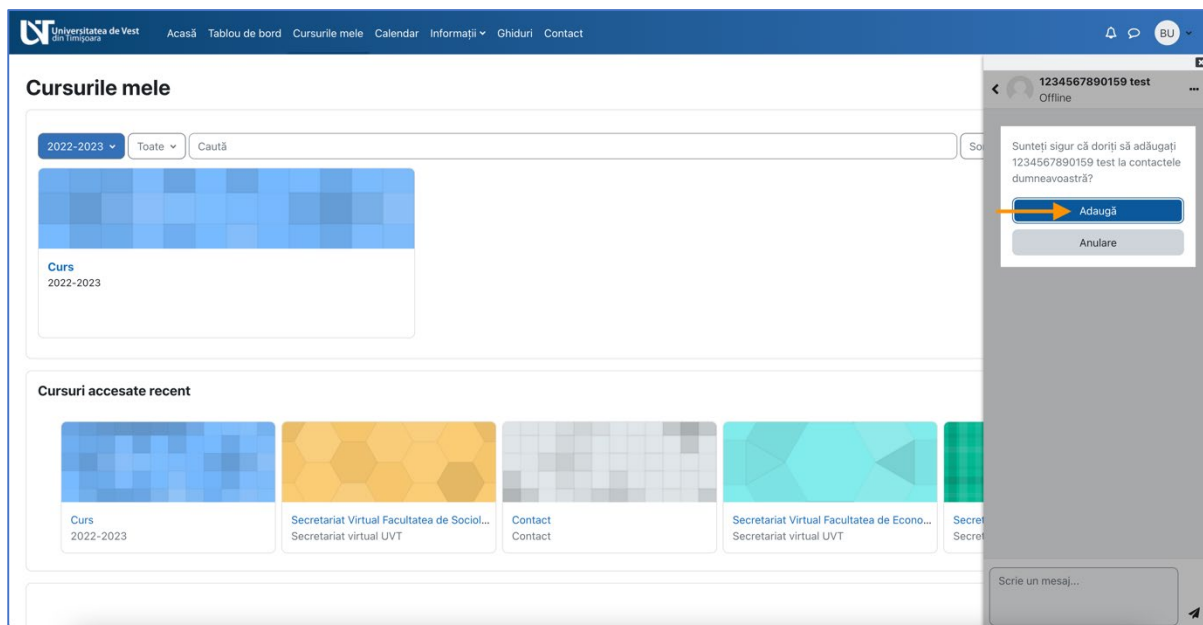 Universitatea de Vest
din Timișoara
Acasă Tablou de bord Cursurile mele Calendar Informații Ghiduri Contact
BU
Cursurile mele
1234567890159 test
Offline
2022-2023 Toate Caută
Sunteți sigur că doriți să adăugați
1234567890159 test la contactele
dumneavoastră?
Adaugă
Anulare
Curs
2022-2023
Cursuri accesate recent
Curs
2022-2023
Secretariat Virtual Facultatea de Sociol...
Secretariat virtual UVT
Contact
Contact
Secretariat Virtual Facultatea de Econo...
Secretariat virtual UVT
Scrie un mesaj...